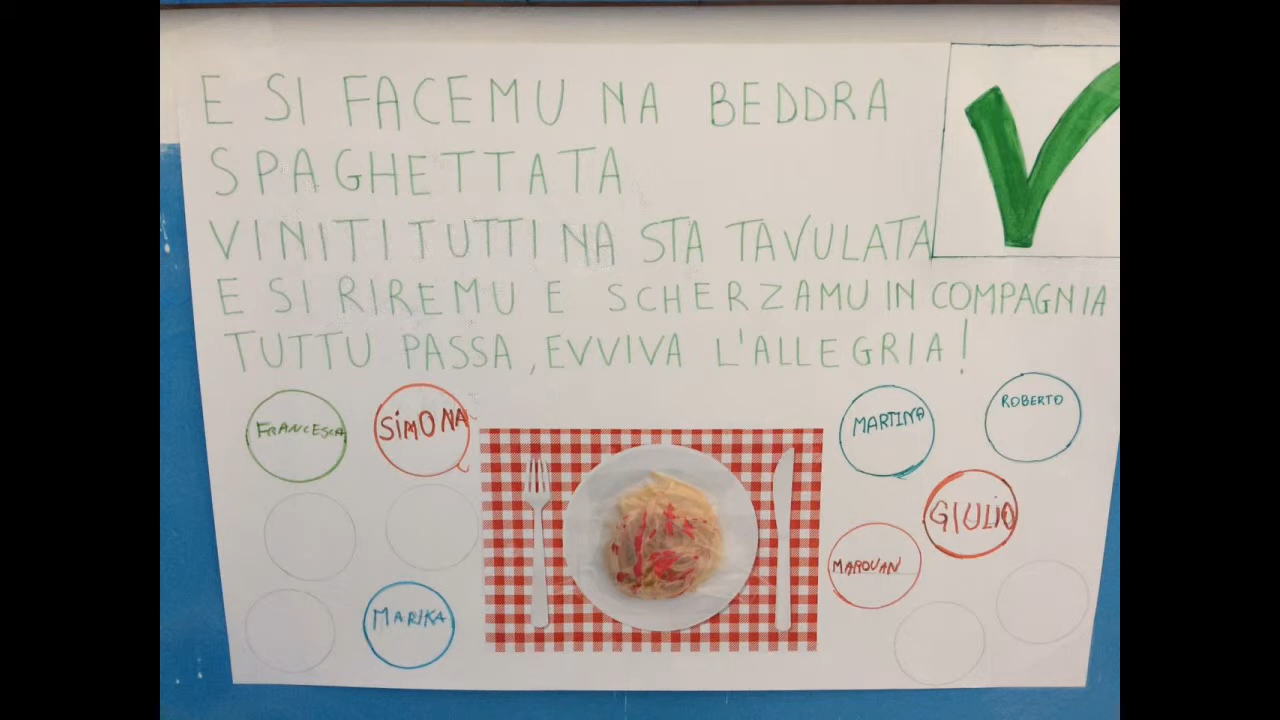 E SI FACEMU NA BEDDRA
SPAGHETTATA
VINITI TUTTI NA STA TAVULATA
E SI RIREMU E SCHERZAMU IN COMPAGNIA
TUTTU PASSA, EVVIVA L'ALLEGRIA!
FRANCESCA
SIMONA
MARTINA
ROBERTO
GIULIO
MAROUAN
MARIKA